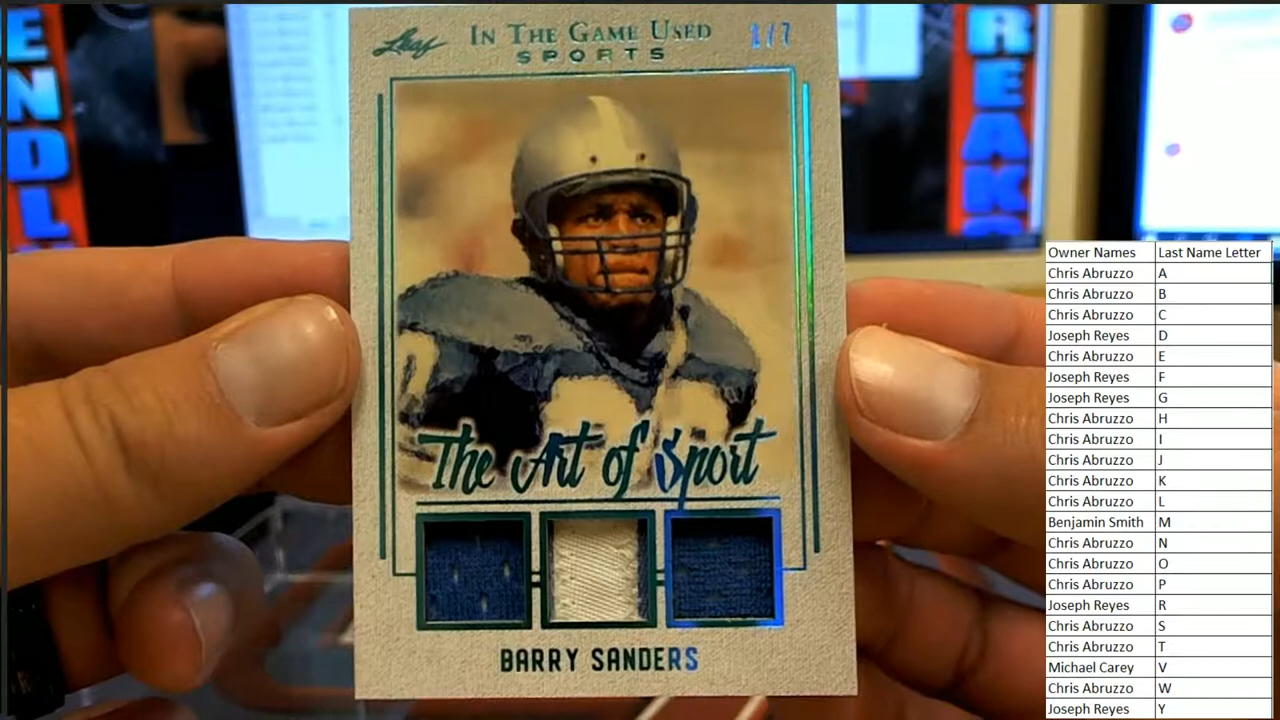 ENDL
REAK
Leaf
IN THE GAME USED
SPORTS
1/7
The Art of Sport
BARRY SANDERS
Owner Names Last Name Letter
Chris Abruzzo A
Chris Abruzzo B
Chris Abruzzo C
Joseph Reyes D
Chris Abruzzo E
Joseph Reyes F
Joseph Reyes G
Chris Abruzzo H
Chris Abruzzo I
Chris Abruzzo J
Chris Abruzzo K
Chris Abruzzo L
Benjamin Smith M
Chris Abruzzo N
Chris Abruzzo O
Chris Abruzzo P
Joseph Reyes R
Chris Abruzzo S
Chris Abruzzo T
Michael Carey V
Chris Abruzzo W
Joseph Reyes Y